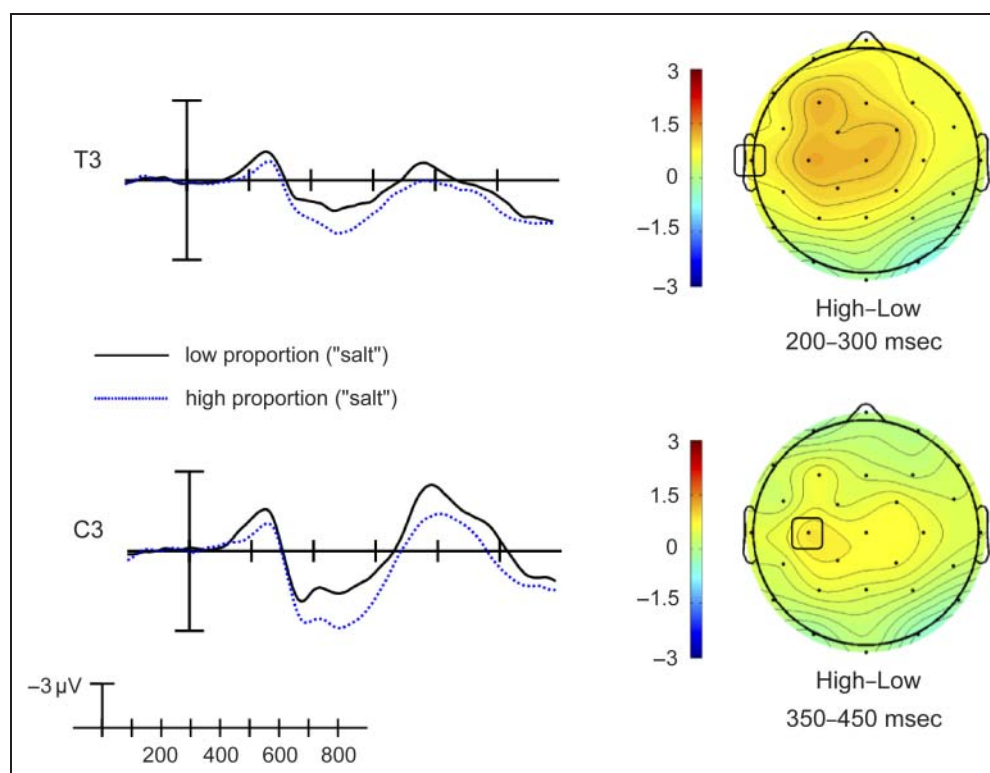 T3
low proportion ("salt")
high proportion ("salt")
C3
−3 µV
200 400 600 800
3
1.5
0
−1.5
−3
High–Low
200–300 msec
3
1.5
0
−1.5
−3
High–Low
350–450 msec